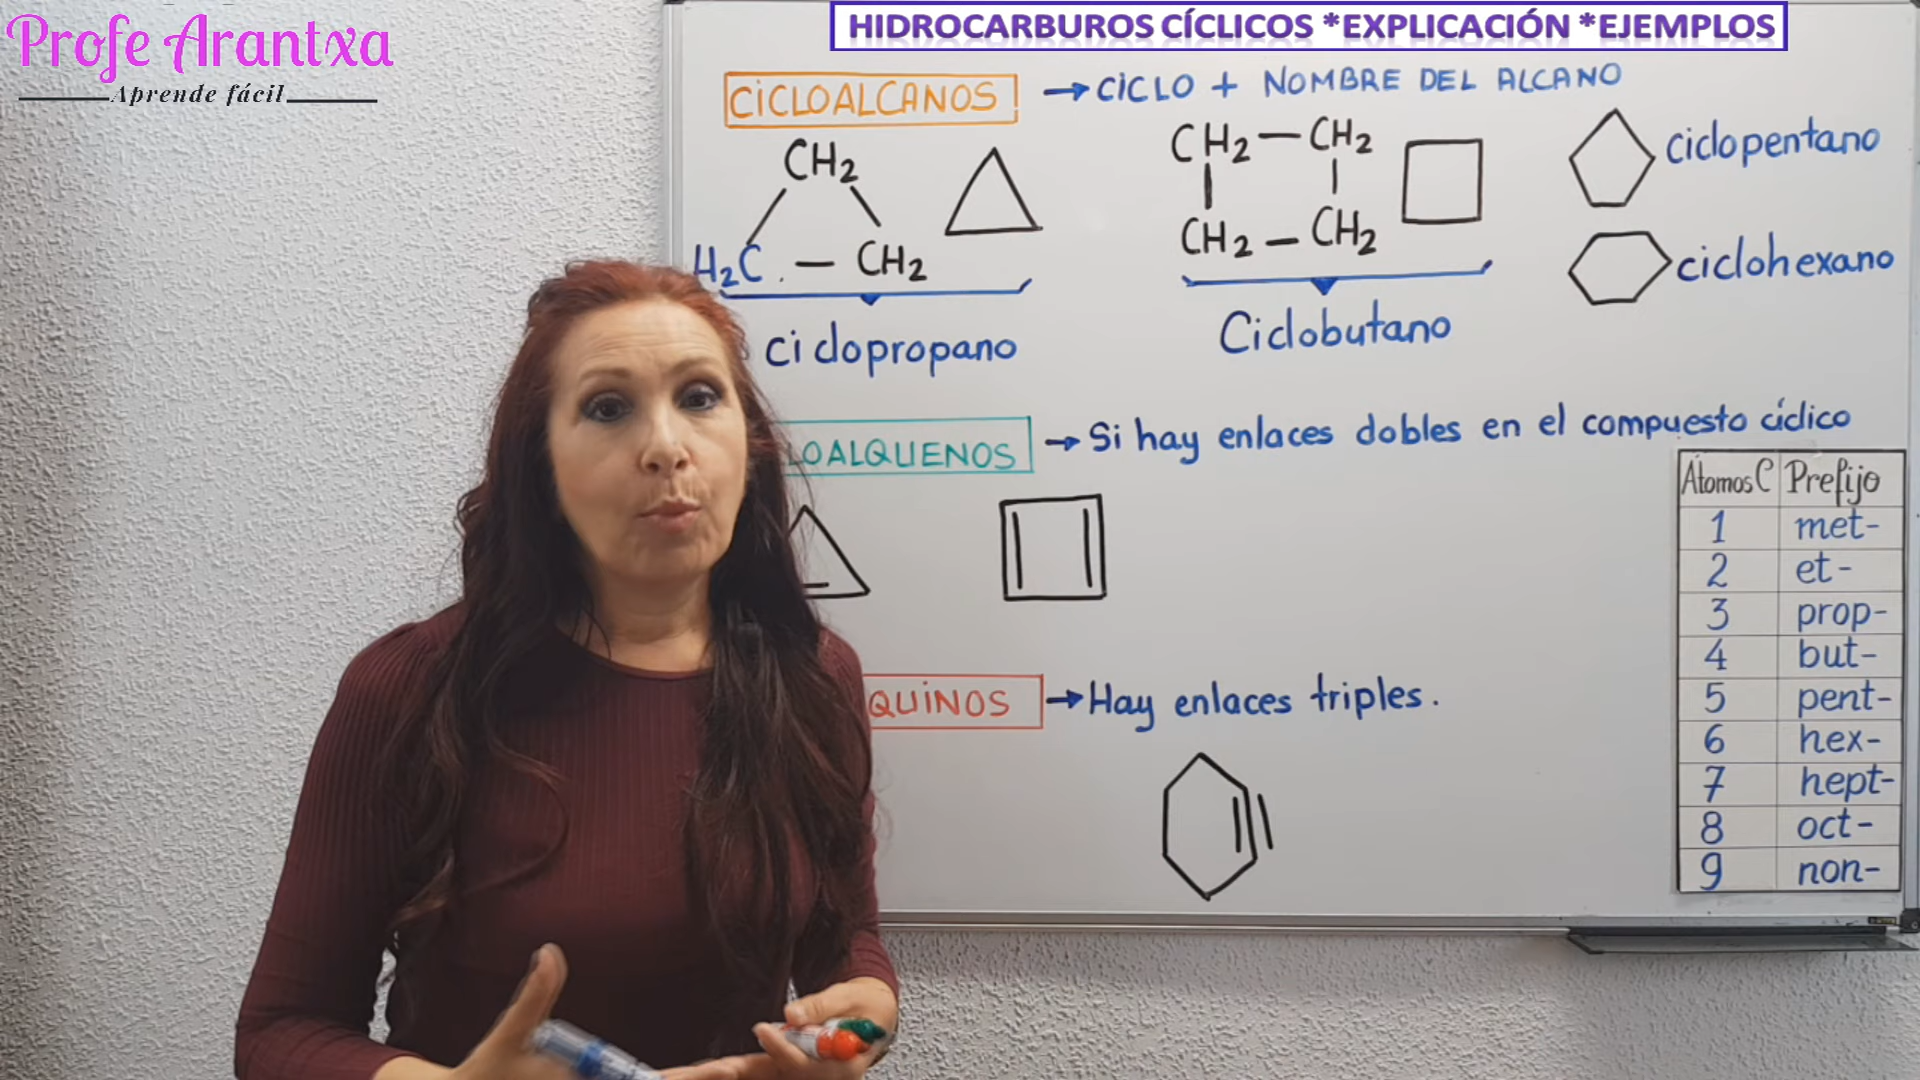 Profe Arantxa
Aprende fácil
HIDROCARBUROS CÍCLICOS *EXPLICACIÓN *EJEMPLOS
CICLOALCANOS → CICLO + NOMBRE DEL ALCANO
CH2
H2C — CH2
ciclopropano
CH2 — CH2
CH2 — CH2
Ciclobutano
ciclopentano
ciclohexano
LOALQUENOS → Si hay enlaces dobles en el compuesto cíclico
QUINOS → Hay enlaces triples.
Átomos C Prefijo
1 met-
2 et-
3 prop-
4 but-
5 pent-
6 hex-
7 hept-
8 oct-
9 non-